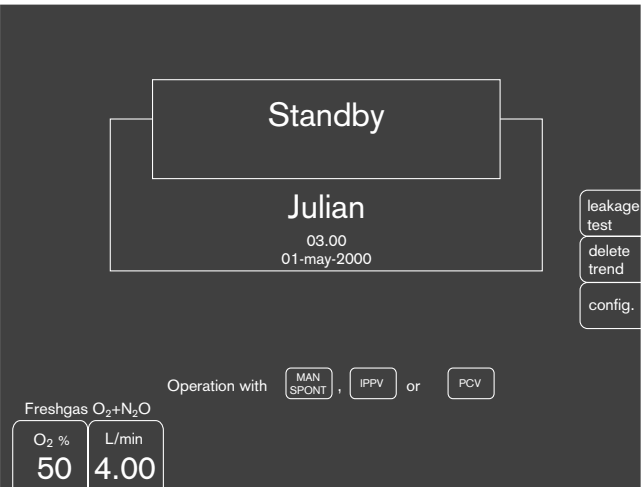 Standby
Julian
03.00
01-may-2000
leakage
test
delete
trend
config.
Operation with MAN SPONT , IPPV or PCV
Freshgas O₂+N₂O
O₂ % L/min
50 4.00